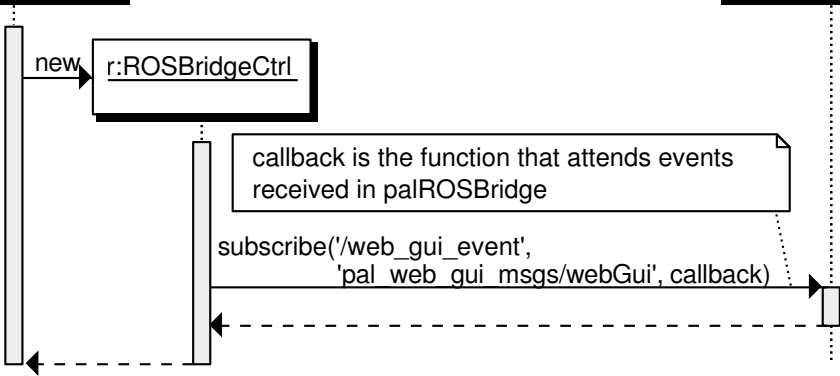 new
r:ROSBridgeCtrl
callback is the function that attends events
received in palROSBridge
subscribe('/web_gui_event',
'pal_web_gui_msgs/webGui', callback)